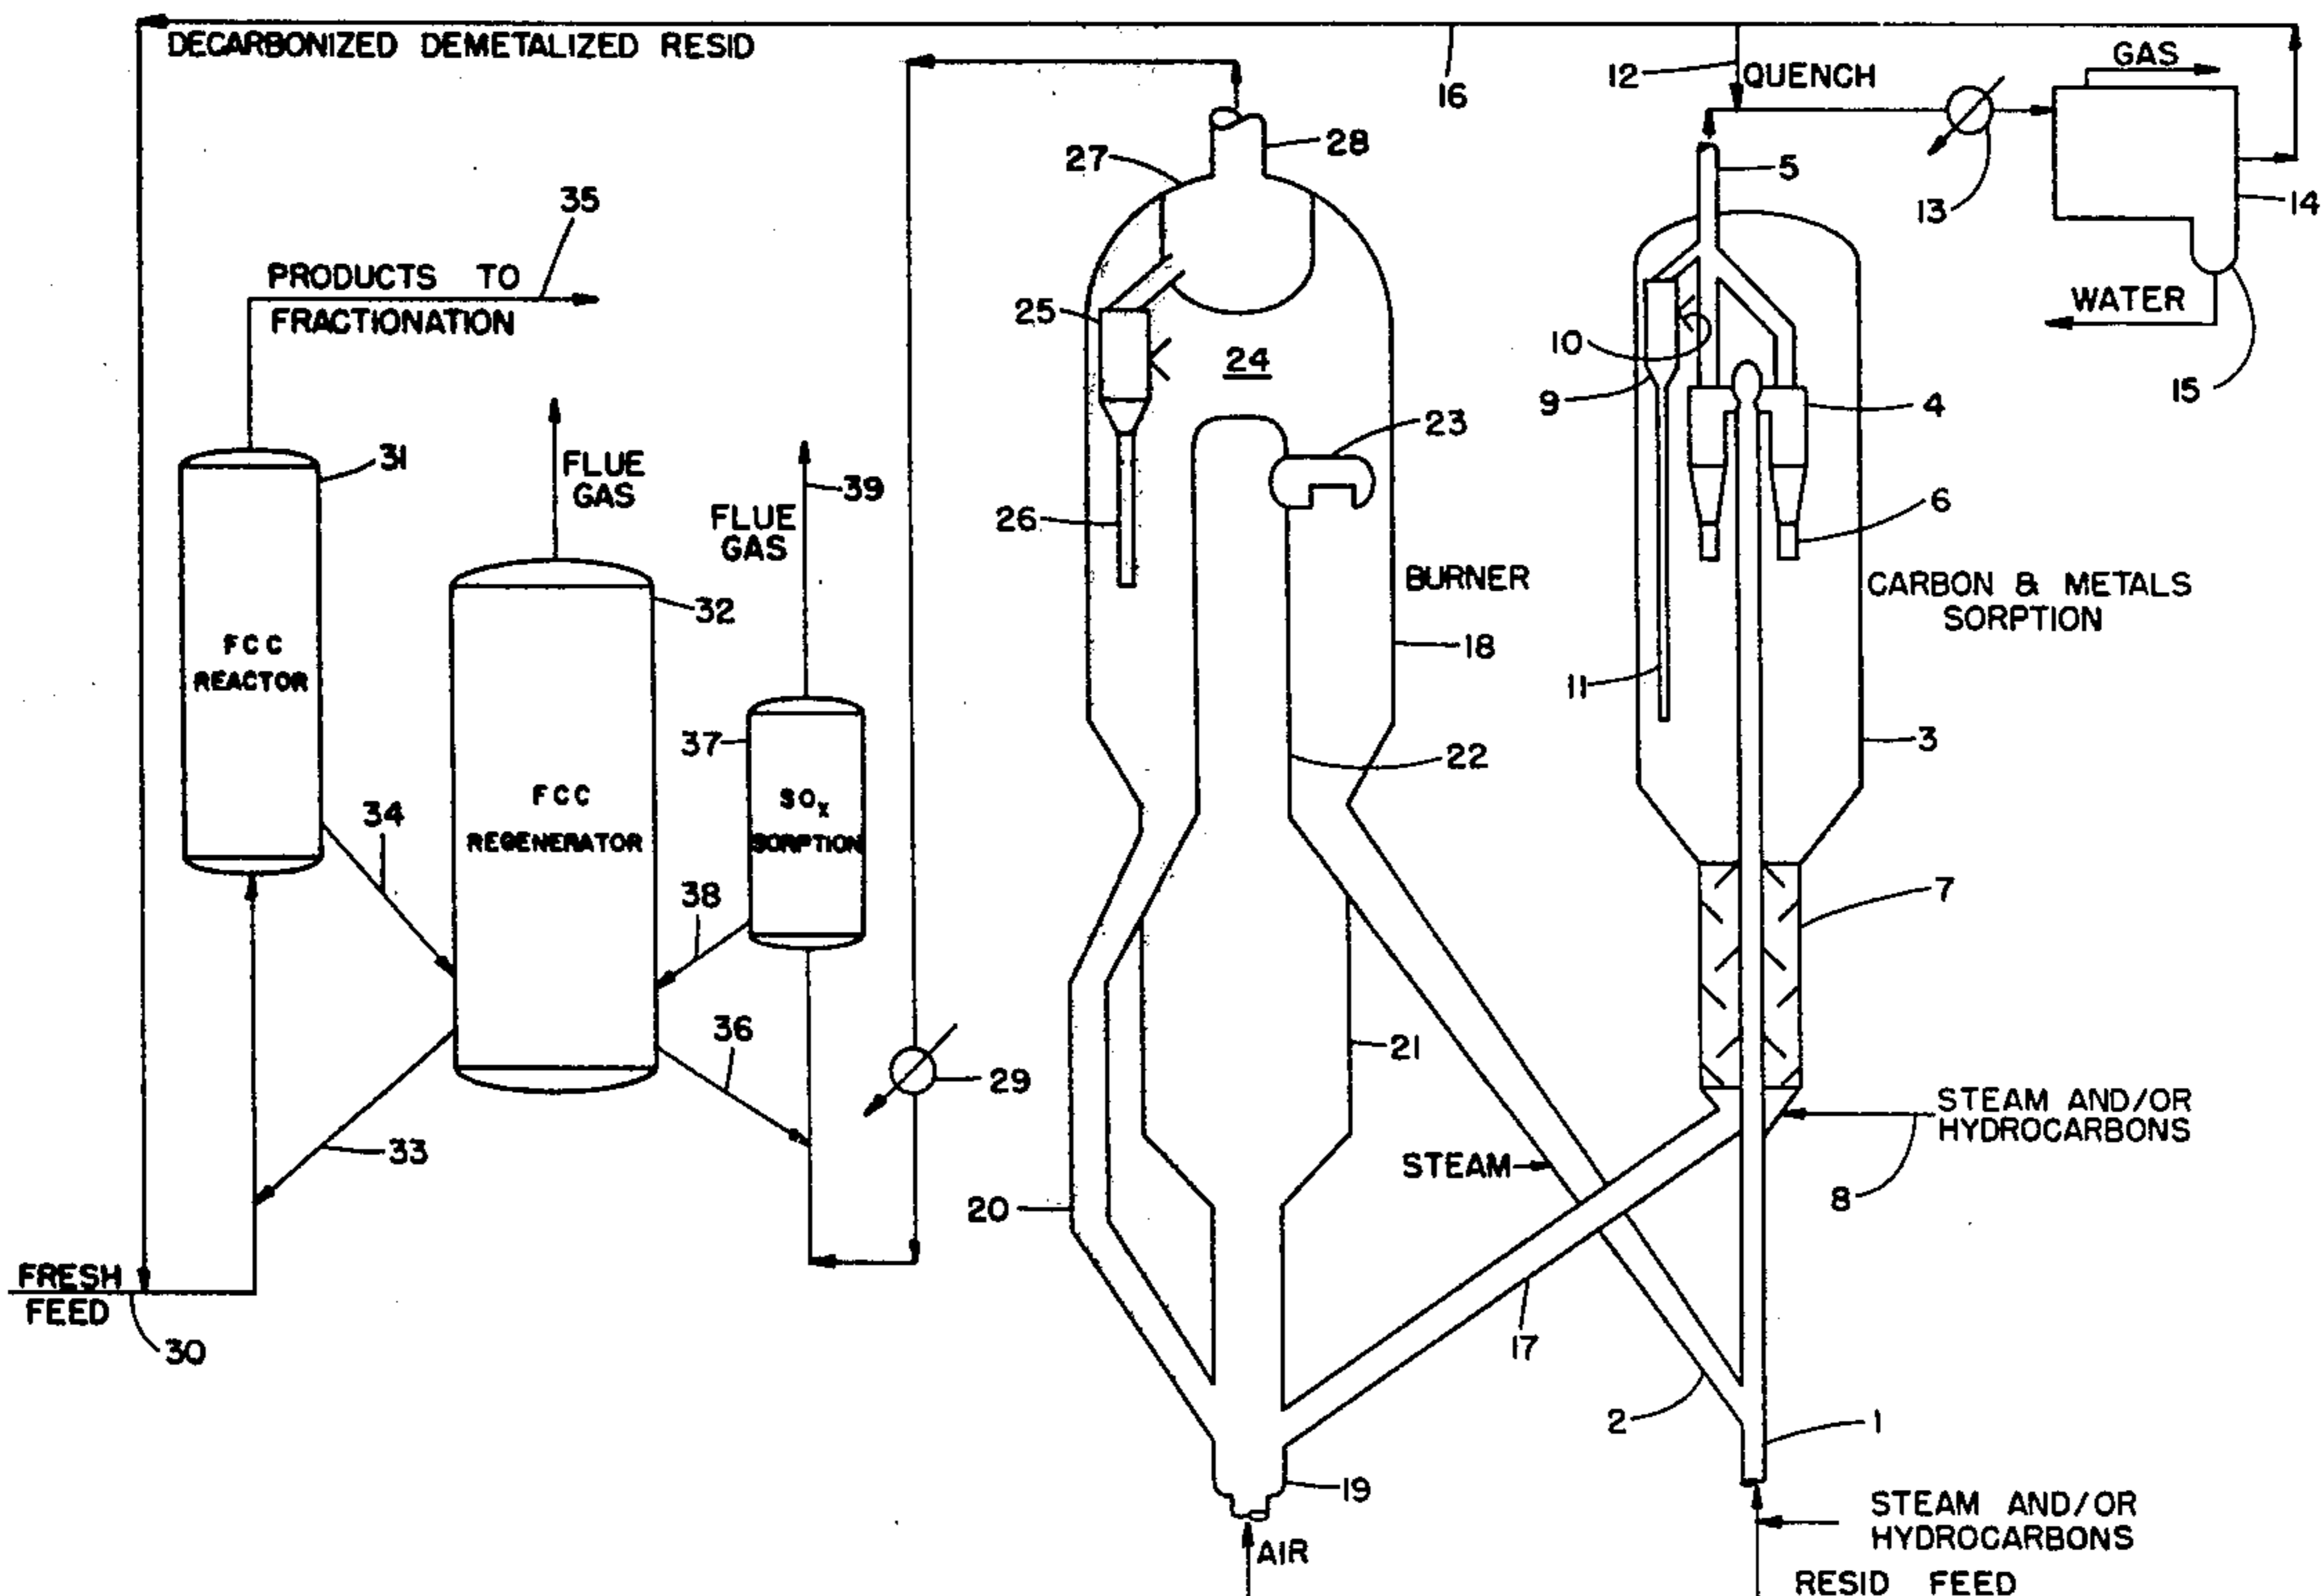 DECARBONIZED DEMETALIZED RESID
16
12
QUENCH
GAS
13
14
15
WATER
5
28
27
35
PRODUCTS TO
FRACTIONATION
25
24
10
9
4
23
6
26
31
FLUE
GAS
39
FLUE
GAS
32
BURNER
CARBON & METALS
SORPTION
18
11
3
22
FCC
REACTOR
37
34
FCC
REGENERATOR
SOx
SORPTION
38
7
36
21
29
33
STEAM AND/OR
HYDROCARBONS
8
STEAM
20
17
FRESH
FEED
30
2
1
19
AIR
STEAM AND/OR
HYDROCARBONS
RESID FEED